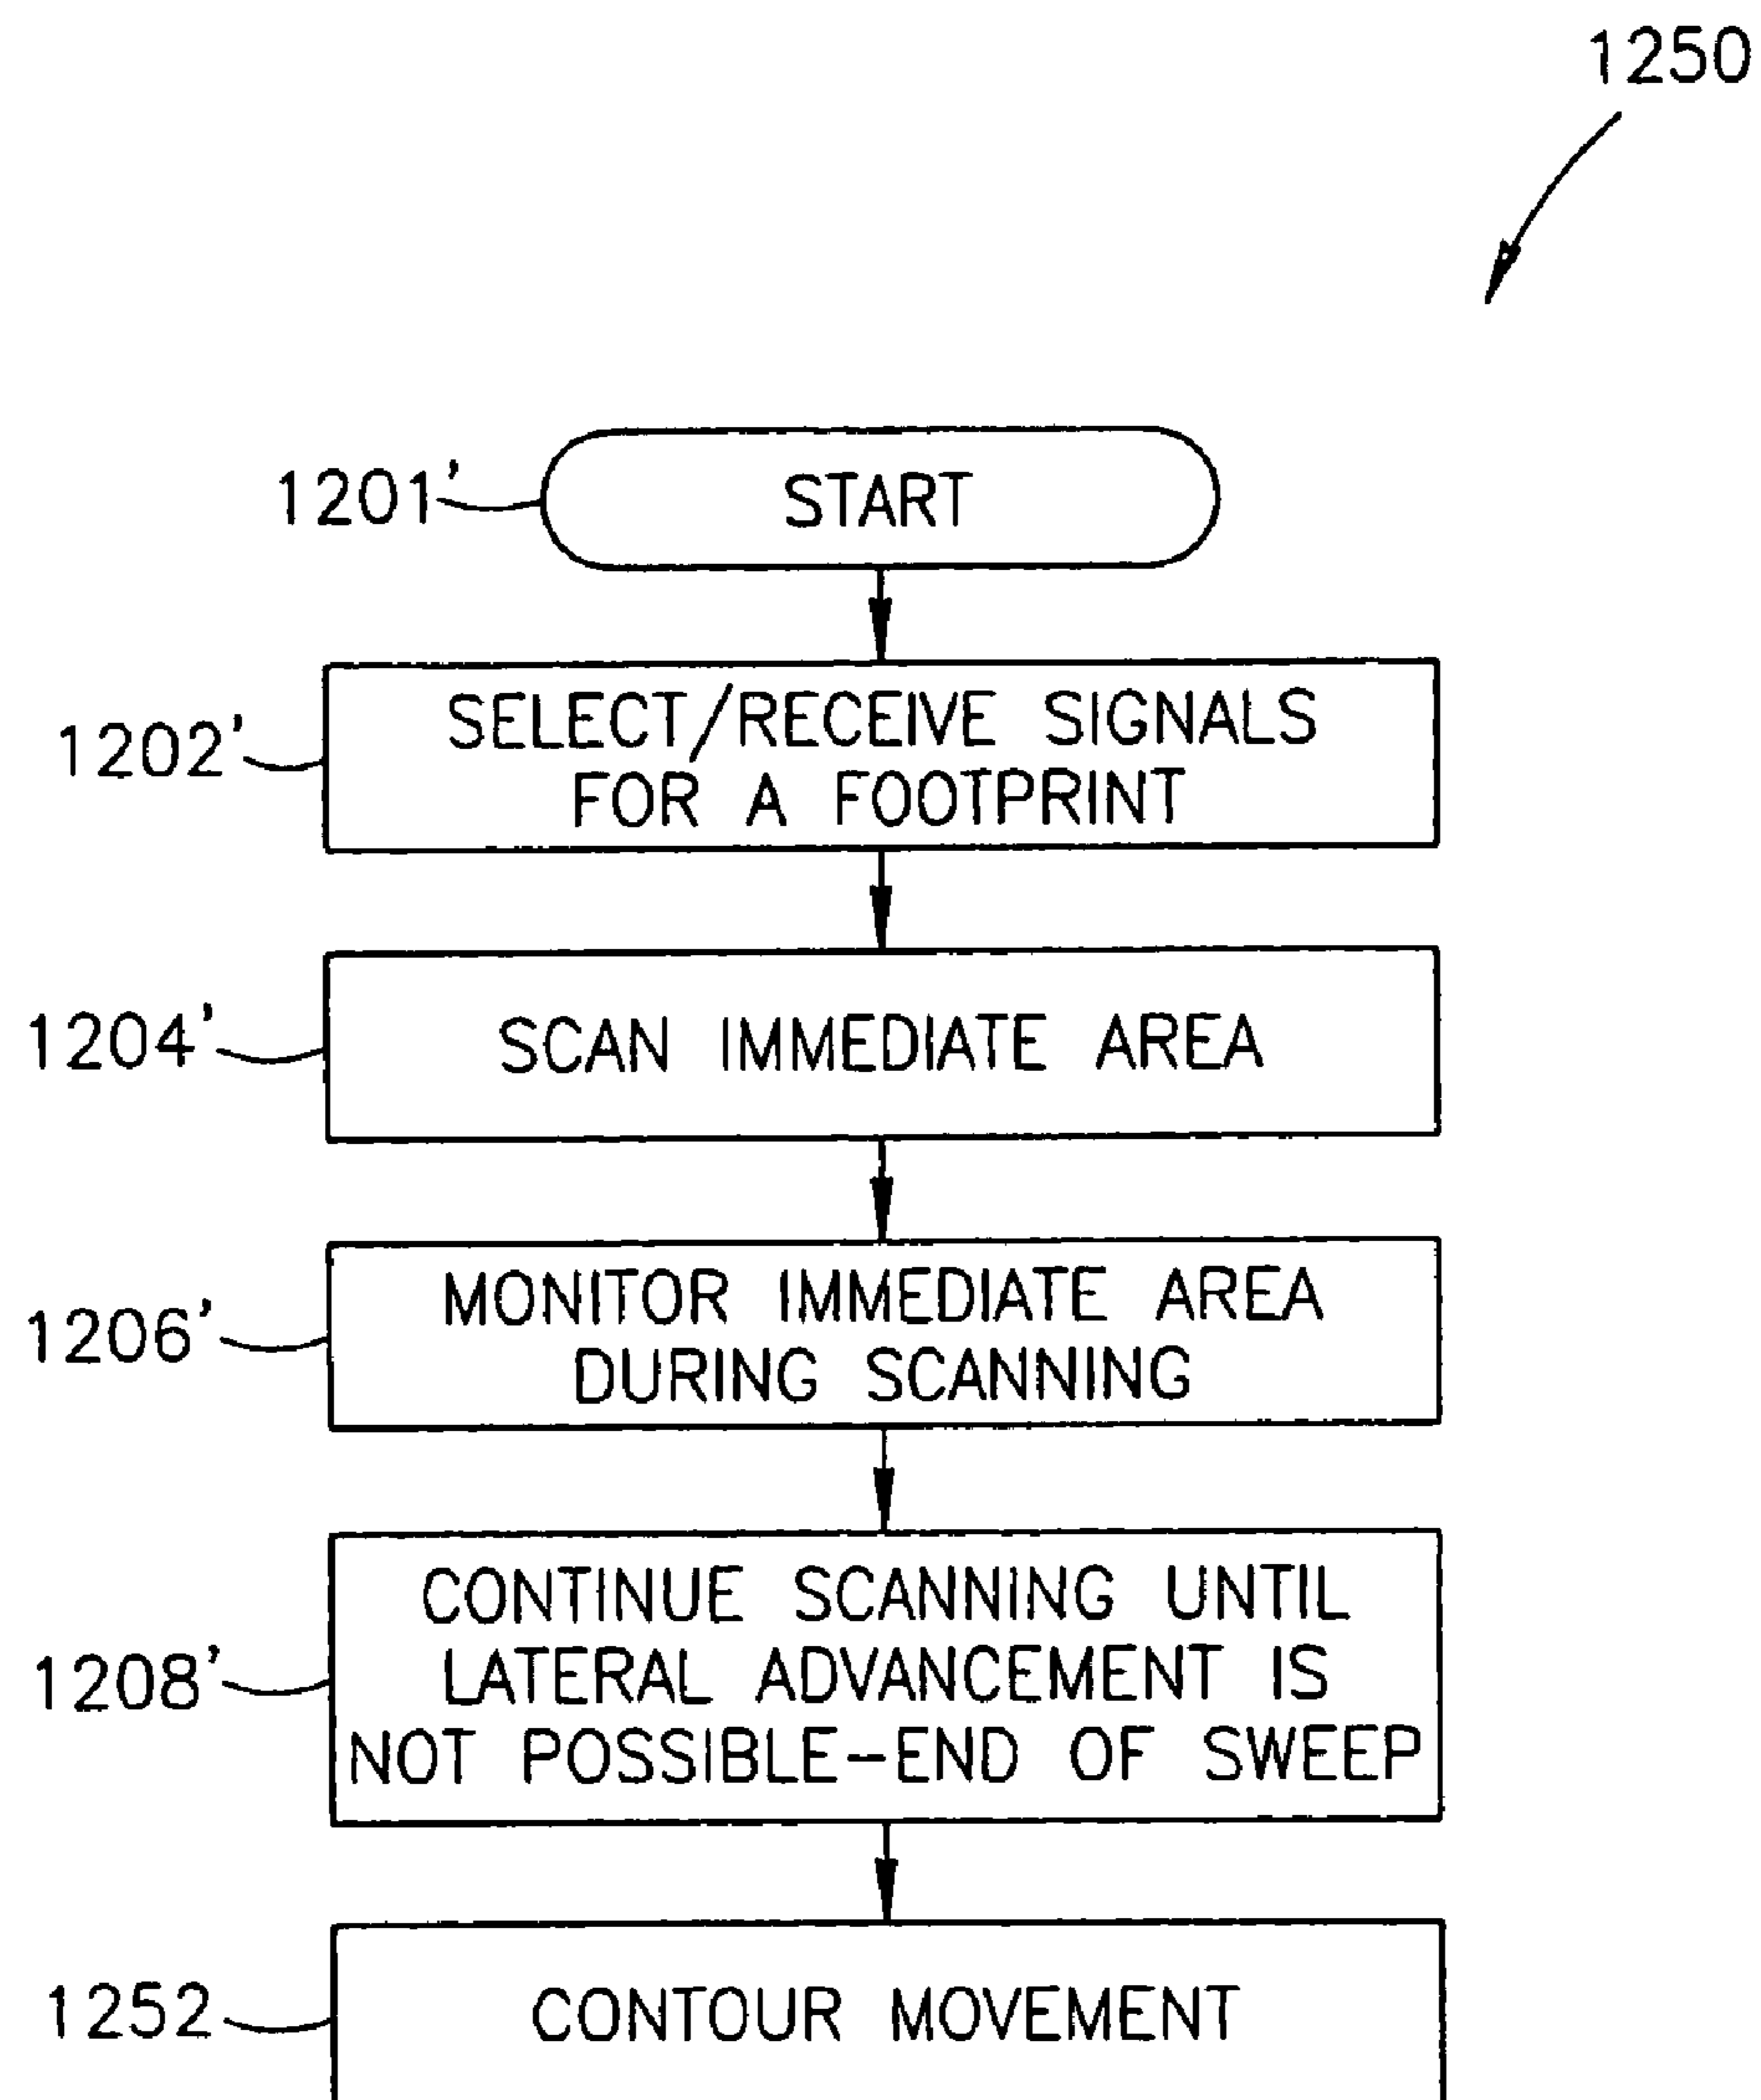 1250
1201'
START
1202'
SELECT/RECEIVE SIGNALS
FOR A FOOTPRINT
1204'
SCAN IMMEDIATE AREA
1206'
MONITOR IMMEDIATE AREA
DURING SCANNING
1208'
CONTINUE SCANNING UNTIL
LATERAL ADVANCEMENT IS
NOT POSSIBLE–END OF SWEEP
1252
CONTOUR MOVEMENT